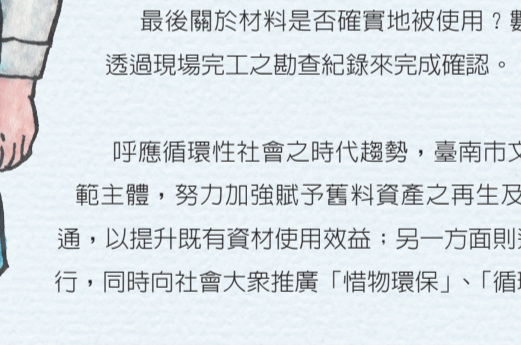 最後關於材料是否確實地被使用？
透過現場完工之勘查紀錄來完成確認。
呼應循環性社會之時代趨勢，臺南市文
範主體，努力加強賦予舊料資產之再生及
通，以提升既有資材使用效益；另一方面則
行，同時向社會大眾推廣「惜物環保」、「循